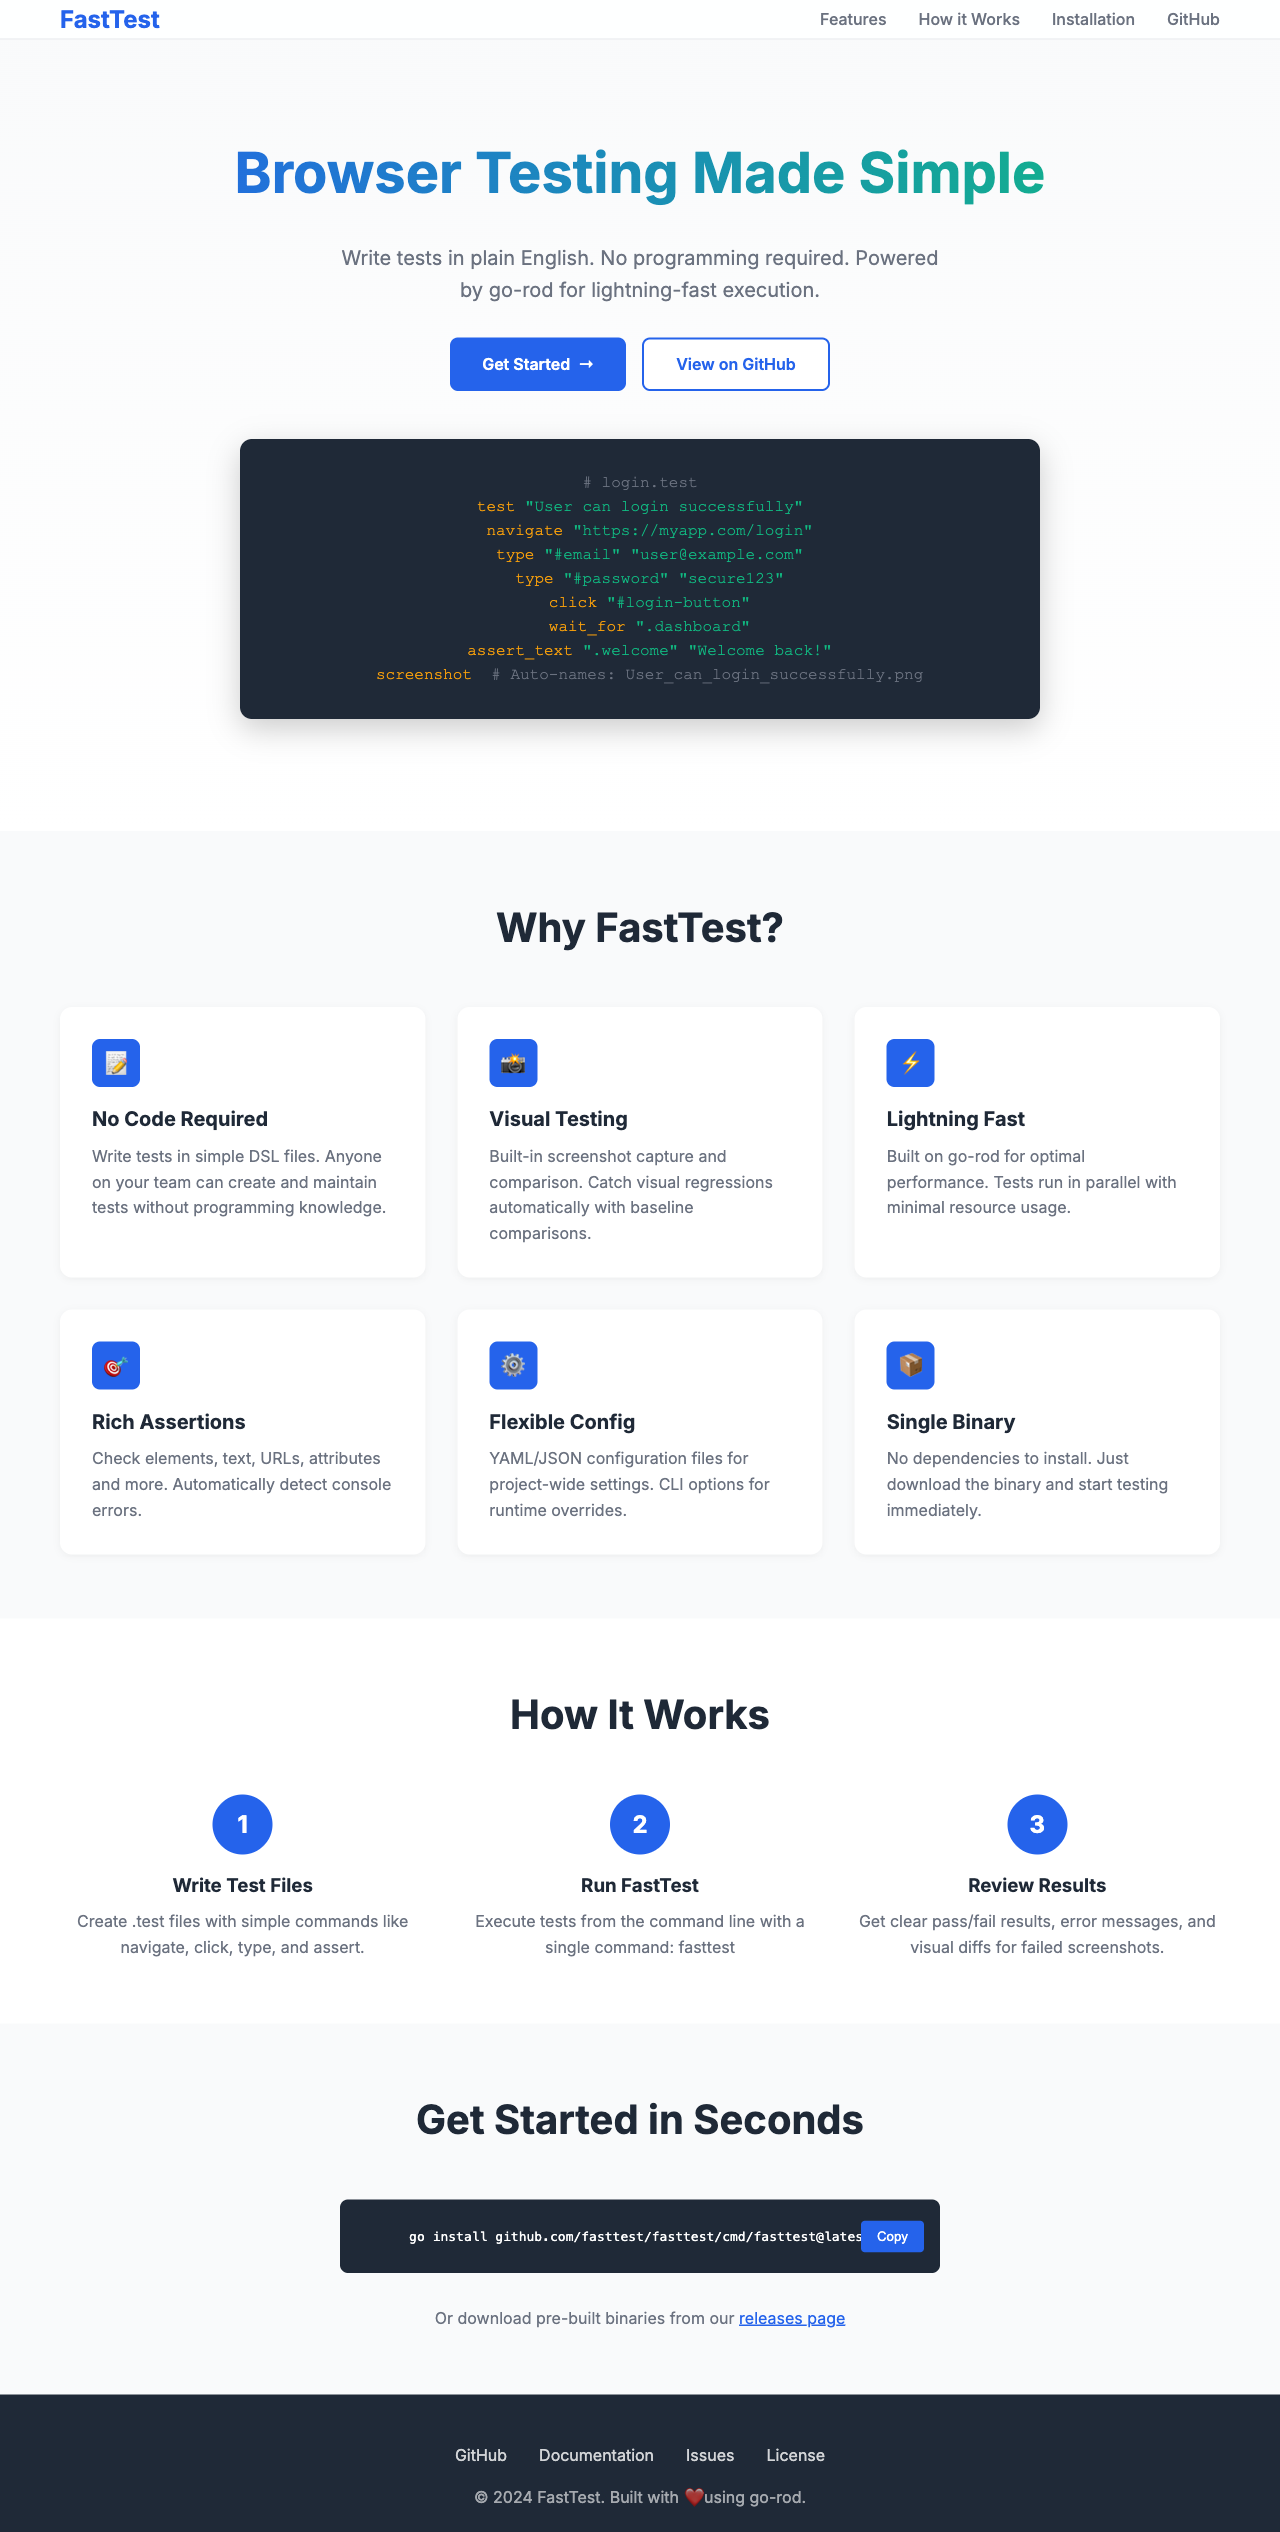 FastTest
Features
How it Works
Installation
GitHub
Browser Testing Made Simple
Write tests in plain English. No programming required. Powered
by go-rod for lightning-fast execution.
Get Started →
View on GitHub
# login.test
test "User can login successfully"
navigate "https://myapp.com/login"
type "#email" "user@example.com"
type "#password" "secure123"
click "#login-button"
wait_for ".dashboard"
assert_text ".welcome" "Welcome back!"
screenshot  # Auto-names: User_can_login_successfully.png
Why FastTest?
No Code Required
Write tests in simple DSL files. Anyone
on your team can create and maintain
tests without programming knowledge.
Visual Testing
Built-in screenshot capture and
comparison. Catch visual regressions
automatically with baseline
comparisons.
Lightning Fast
Built on go-rod for optimal
performance. Tests run in parallel with
minimal resource usage.
Rich Assertions
Check elements, text, URLs, attributes
and more. Automatically detect console
errors.
Flexible Config
YAML/JSON configuration files for
project-wide settings. CLI options for
runtime overrides.
Single Binary
No dependencies to install. Just
download the binary and start testing
immediately.
How It Works
1
Write Test Files
Create .test files with simple commands like
navigate, click, type, and assert.
2
Run FastTest
Execute tests from the command line with a
single command: fasttest
3
Review Results
Get clear pass/fail results, error messages, and
visual diffs for failed screenshots.
Get Started in Seconds
go install github.com/fasttest/fasttest/cmd/fasttest@lates
Copy
Or download pre-built binaries from our releases page
GitHub
Documentation
Issues
License
© 2024 FastTest. Built with ❤️using go-rod.